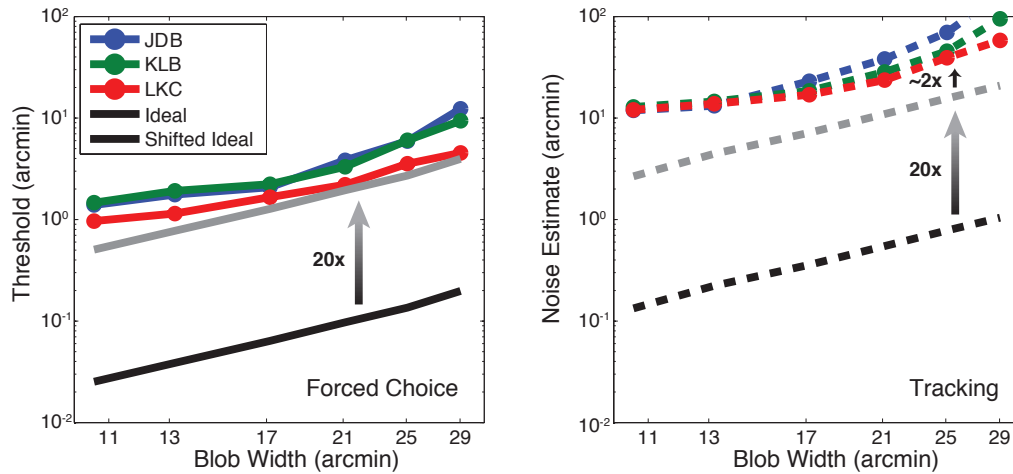 Threshold (arcmin)
10²
10¹
10⁰
10⁻¹
10⁻²
JDB
KLB
LKC
Ideal
Shifted Ideal
20x
Forced Choice
11 13 17 21 25 29
Blob Width (arcmin)
Noise Estimate (arcmin)
10²
10¹
10⁰
10⁻¹
10⁻²
~2x
20x
Tracking
11 13 17 21 25 29
Blob Width (arcmin)